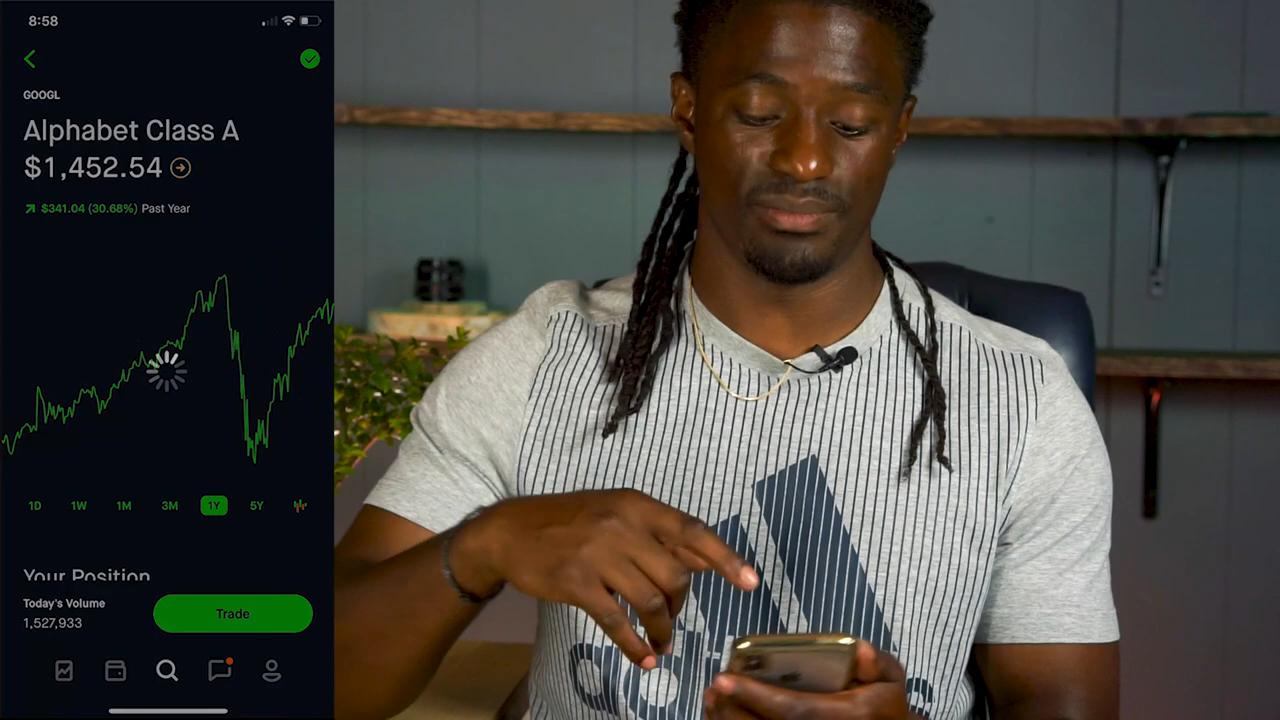 8:58
GOOGL
Alphabet Class A
$1,452.54
$341.04 (30.68%) Past Year
1D 1W 1M 3M 1Y 5Y
Your Position
Today's Volume
1,527,933
Trade
adidas